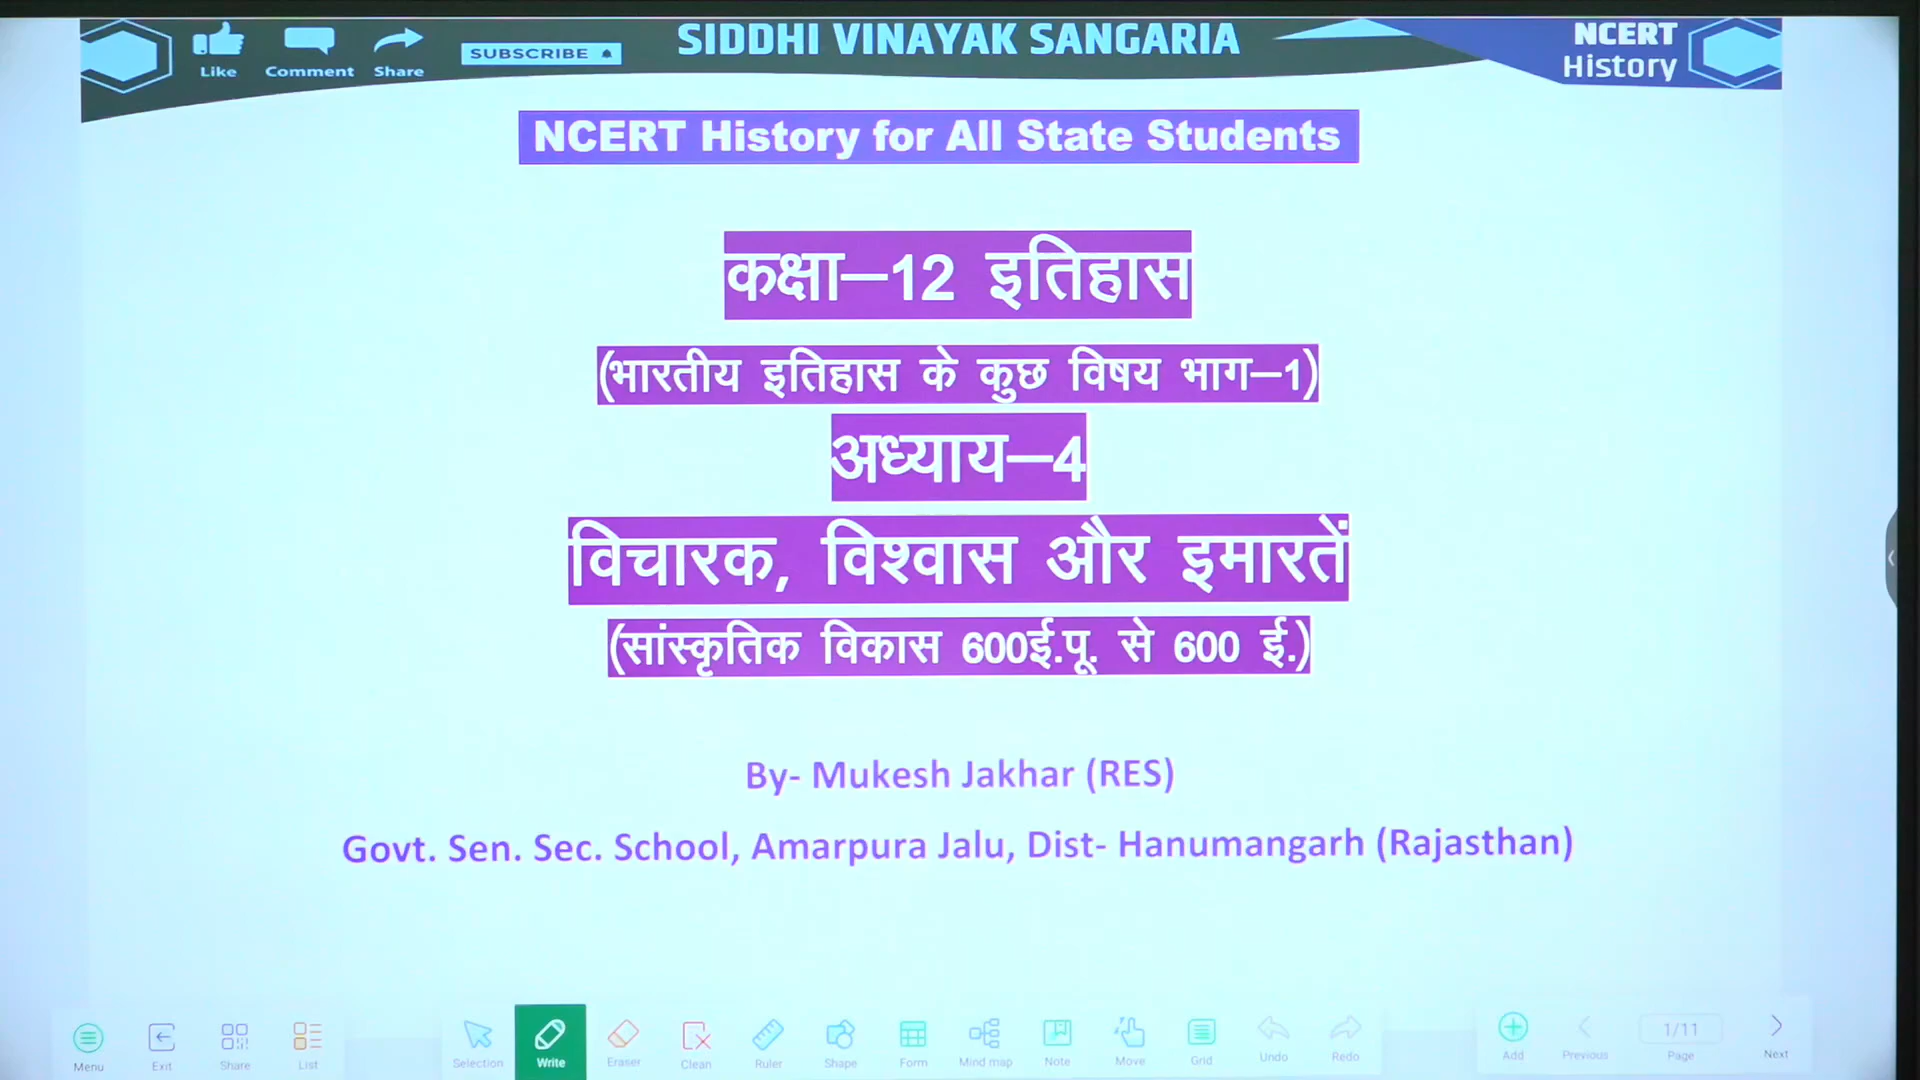 Like
Comment
Share
SUBSCRIBE
SIDDHI VINAYAK SANGARIA
NCERT
History
NCERT History for All State Students
कक्षा–12 इतिहास
(भारतीय इतिहास के कुछ विषय भाग–1)
अध्याय–4
विचारक, विश्वास और इमारतें
(सांस्कृतिक विकास 600ई.पू. से 600 ई.)
By- Mukesh Jakhar (RES)
Govt. Sen. Sec. School, Amarpura Jalu, Dist- Hanumangarh (Rajasthan)
Menu
Exit
Share
List
Selection
Write
Eraser
Clean
Ruler
Shape
Form
Mind map
Note
Move
Grid
Undo
Redo
Add
Previous
1/11
Page
Next